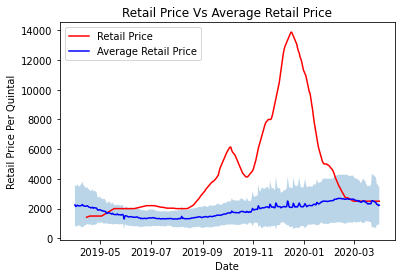 Retail Price Vs Average Retail Price
Retail Price
Average Retail Price
Retail Price Per Quintal
14000
12000
10000
8000
6000
4000
2000
0
2019-05 2019-07 2019-09 2019-11 2020-01 2020-03
Date